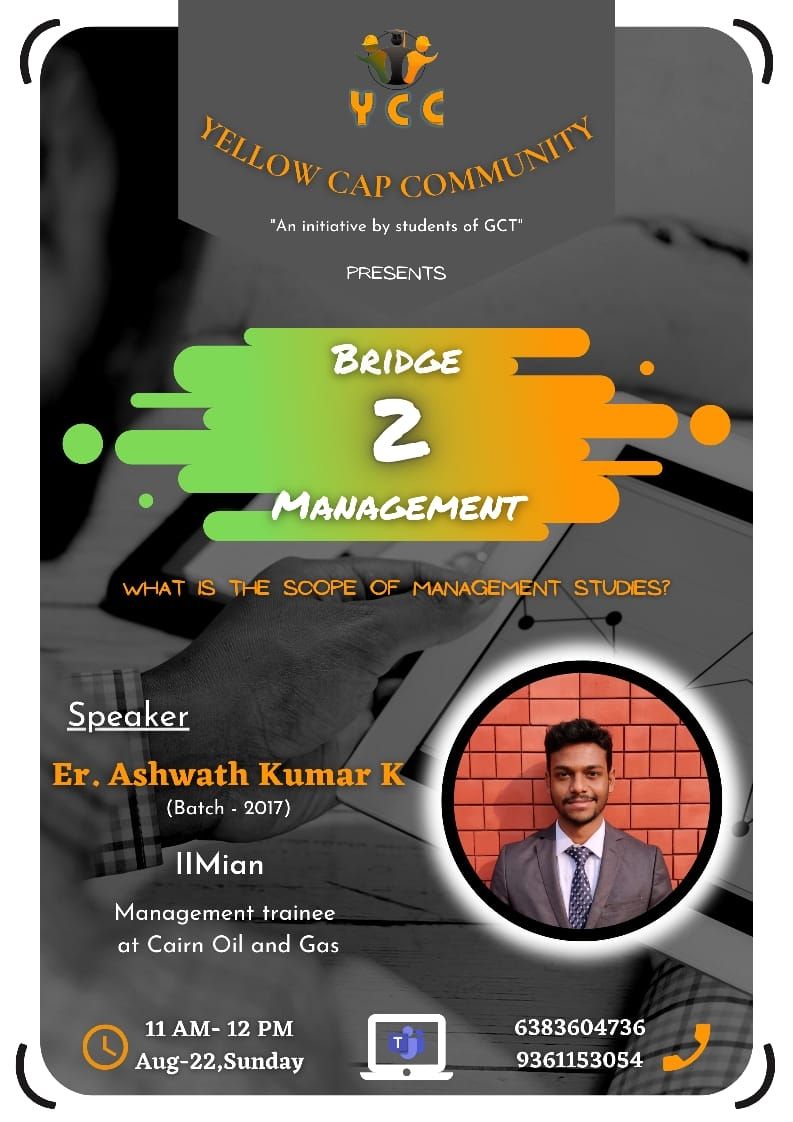 YCC
YELLOW CAP COMMUNITY
"An initiative by students of GCT"
PRESENTS
BRIDGE
2
MANAGEMENT
WHAT IS THE SCOPE OF MANAGEMENT STUDIES?
Speaker
Er. Ashwath Kumar K
(Batch - 2017)
IIMian
Management trainee
at Cairn Oil and Gas
11 AM- 12 PM
Aug-22,Sunday
T
6383604736
9361153054